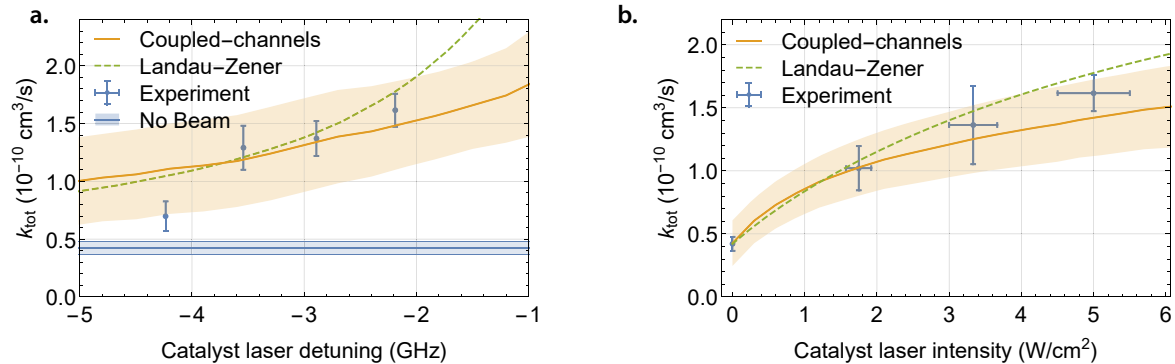 a.
Coupled-channels
Landau-Zener
Experiment
No Beam
2.0
1.5
1.0
0.5
0.0
k_tot (10^-10 cm^3/s)
−5 −4 −3 −2 −1
Catalyst laser detuning (GHz)
b.
Coupled-channels
Landau-Zener
Experiment
2.0
1.5
1.0
0.5
0.0
k_tot (10^-10 cm^3/s)
0 1 2 3 4 5 6
Catalyst laser intensity (W/cm^2)